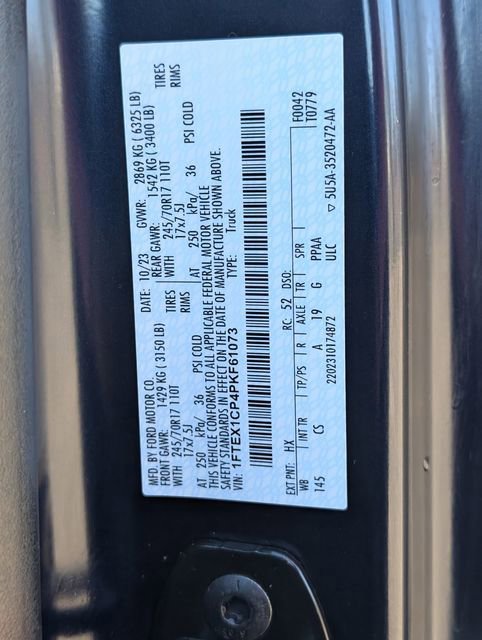 MFD. BY FORD MOTOR CO.
DATE: 10/23 GVWR: 2869 KG ( 6325 LB)
FRONT GAWR: 1429 KG ( 3150 LB) REAR GAWR: 1542 KG ( 3400 LB)
WITH 245/70R17 110T TIRES WITH 245/70R17 110T TIRES
17x7.5J RIMS 17x7.5J RIMS
AT 250 kPa/ 36 PSI COLD AT 250 kPa/ 36 PSI COLD
THIS VEHICLE CONFORMS TO ALL APPLICABLE FEDERAL MOTOR VEHICLE
SAFETY STANDARDS IN EFFECT ON THE DATE OF MANUFACTURE SHOWN ABOVE.
VIN: 1FTEX1CP4PKF61073 TYPE: Truck
F0042
T0779
EXT PNT: HX RC: 52 DSO:
WB INT TR TP/PS R AXLE TR SPR
145 CS A 19 G PPAA
▽ 5U5A-3520472-AA
2202310174872 ULC